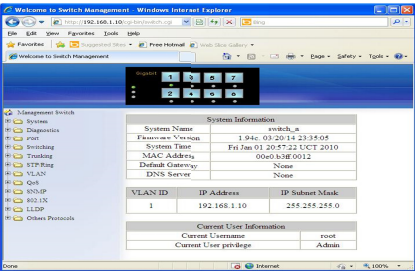 Welcome to Switch Management - Windows Internet Explorer
http://192.168.1.10/cgi-bin/switch.cgi
Bing
File Edit View Favorites Tools Help
Favorites Suggested Sites Free Hotmail Web Slice Gallery
Welcome to Switch Management
Page Safety Tools
Gigabit
1 3 5 7
2 4 6 8
Management Switch
System
Diagnostics
Port
Switching
Trunking
STP/Ring
VLAN
QoS
SNMP
802.1X
LLDP
Others Protocols
System Information
System Name switch_a
Firmware Version 1.94c. 03/20/14 23:35:05
System Time Fri Jan 01 20:57:22 UCT 2010
MAC Address 00e0.b3ff.0012
Default Gateway None
DNS Server None
VLAN ID IP Address IP Subnet Mask
1 192.168.1.10 255.255.255.0
Current User Information
Current Username root
Current User privilege Admin
Done
Internet
100%